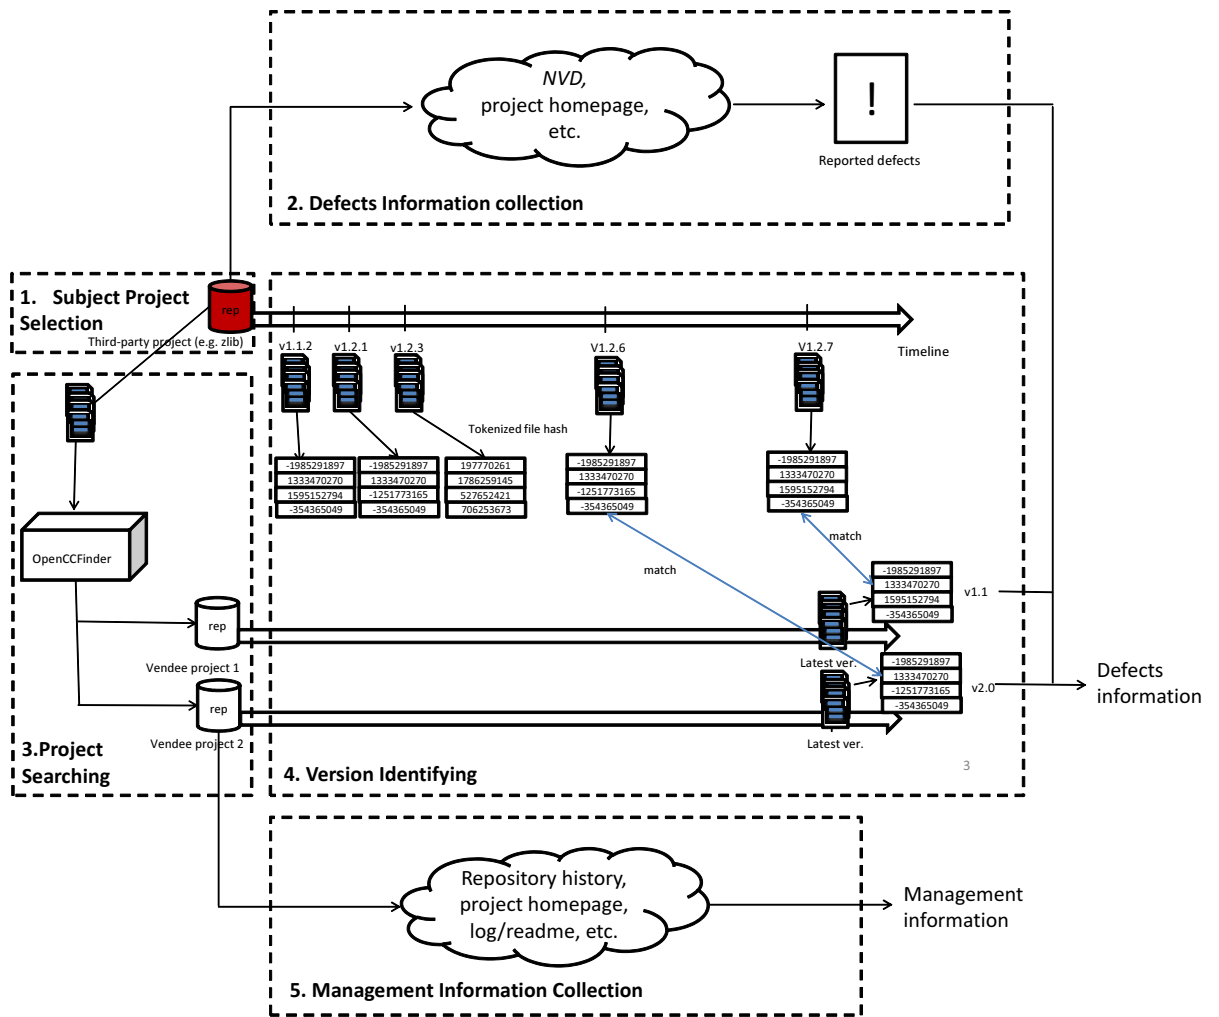 NVD,
project homepage,
etc.
!
Reported defects
2. Defects Information collection
1. Subject Project
Selection
rep
Third-party project (e.g. zlib)
v1.1.2
v1.2.1
v1.2.3
V1.2.6
V1.2.7
Timeline
Tokenized file hash
-1985291897
1333470270
1595152794
-354365049
-1985291897
1333470270
-1251773165
-354365049
197770261
1786259145
527652421
706253673
-1985291897
1333470270
-1251773165
-354365049
-1985291897
1333470270
1595152794
-354365049
match
match
OpenCCFinder
-1985291897
1333470270
1595152794
-354365049
v1.1
rep
Vendee project 1
Latest ver.
-1985291897
1333470270
-1251773165
-354365049
v2.0
Defects
information
rep
Vendee project 2
Latest ver.
3.Project
Searching
4. Version Identifying
3
Repository history,
project homepage,
log/readme, etc.
Management
information
5. Management Information Collection